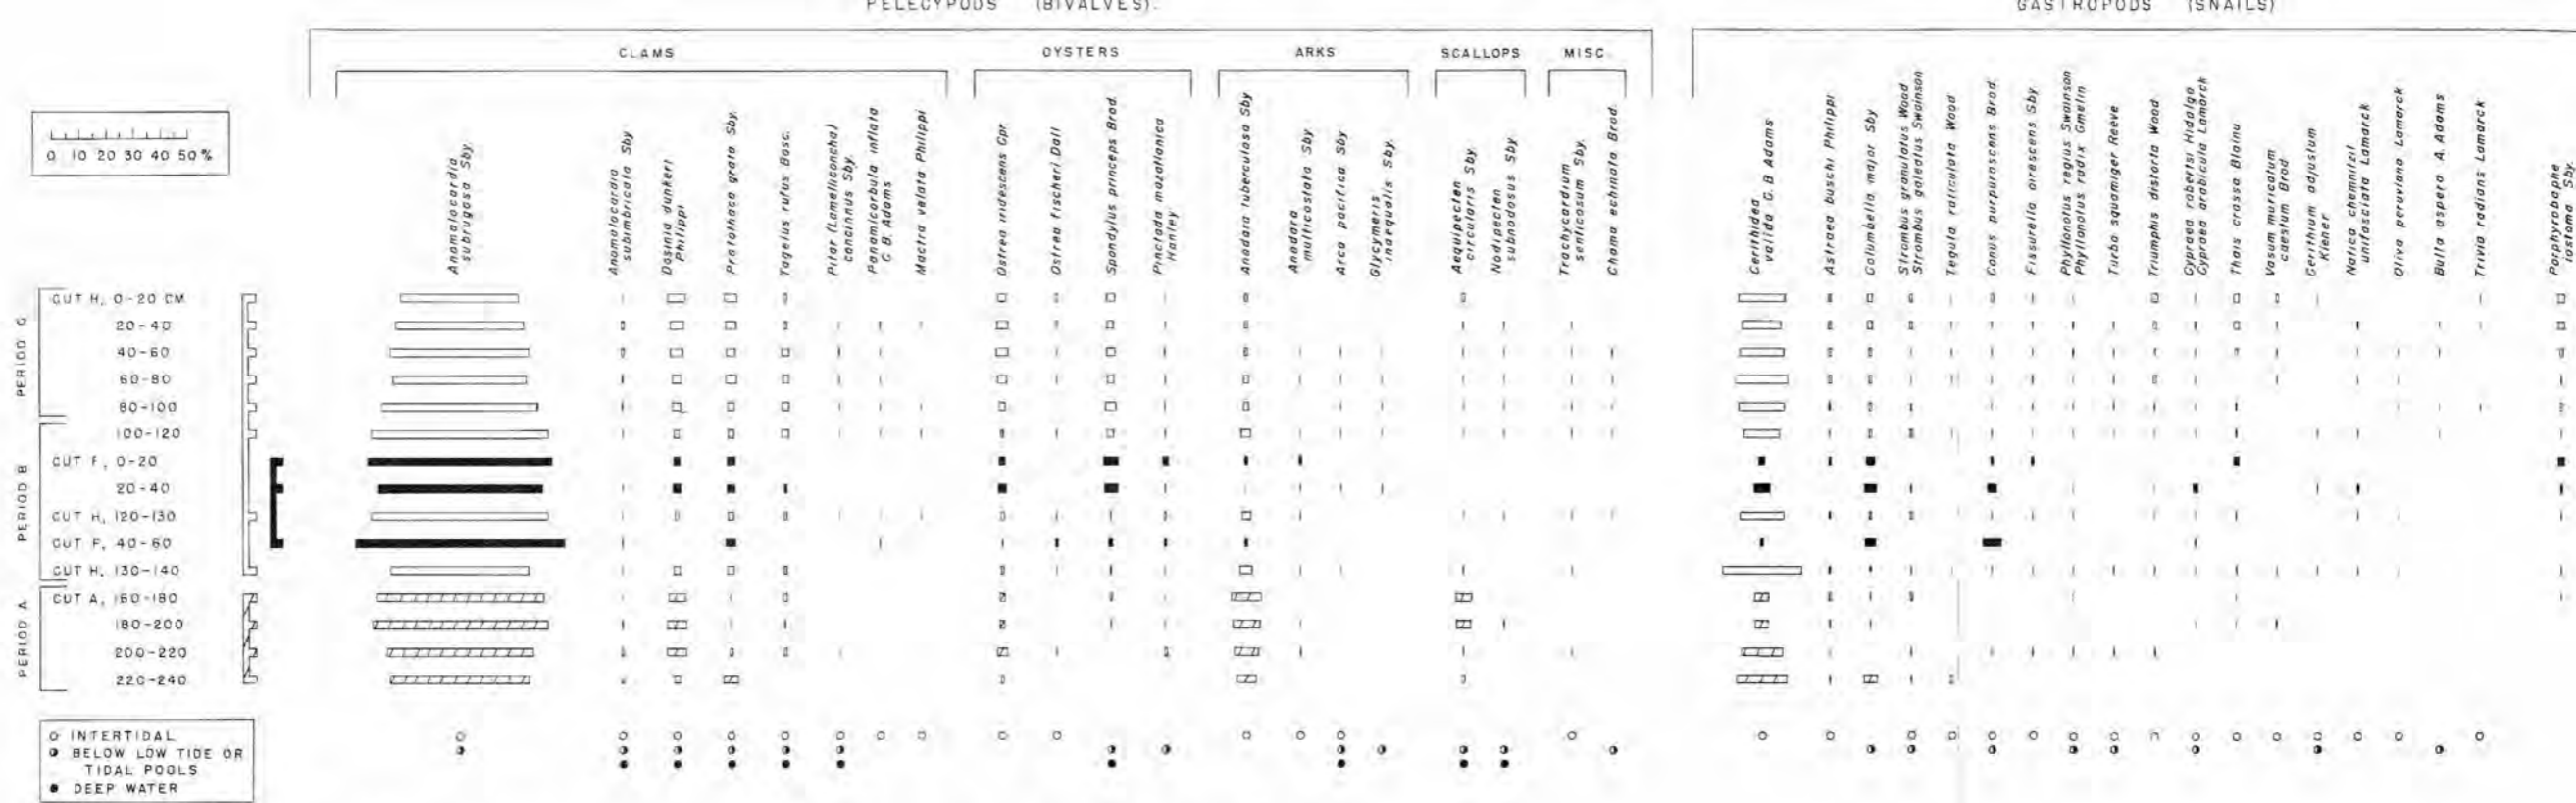 PELECYPODS (BIVALVES).
GASTROPODS (SNAILS)
CLAMS
OYSTERS
ARKS
SCALLOPS
MISC.
0 10 20 30 40 50%
Anomalocardia
subrugosa Sby.
Anomalocardia
subimbricata Sby
Dosinia dunkeri
Philippi
Protothaca grata Sby.
Tagelus rufus Bosc.
Pitar (Lamelliconcha)
concinnus Sby.
Panamicorbula inflata
C. B. Adams
Mactra velata Philippi
Ostrea iridescens Cpr.
Ostrea fischeri Dall
Spondylus princeps Brod.
Pinctada mazatlanica
Hanley
Anadara tuberculosa Sby
Anadara
multicostata Sby.
Arca pacifica Sby
Glycymeris
inaequalis Sby.
Aequipecten
circularis Sby.
Nodipecten
subnodosus Sby.
Trachycardium
senticosum Sby.
Chama echinata Brod.
Cerithidea
valida C. B Adams
Astraea buschi Philippi
Columbella major Sby
Strombus granulatus Wood
Strombus galeatus Swainson
Tegula reticulata Wood
Conus purpurascens Brod.
Fissurella virescens Sby.
Phyllonotus regius Swainson
Phyllonotus radix Gmelin
Turbo squamiger Reeve
Triumphis distorta Wood
Cypraea robertsi Hidalgo
Cypraea arabicula Lamarck
Thais crassa Blainv
Vasum muricatum
caestum Brod
Cerithium adjustum
Kiener
Natica chemnitzii
unifasciata Lamarck
Oliva peruviana Lamarck
Bulla aspera A. Adams
Trivia radians Lamarck
Porphyrobaphe
iostoma Sby.
PERIOD C
CUT H, 0-20 CM.
20-40
40-60
60-80
80-100
PERIOD B
100-120
CUT F, 0-20
20-40
CUT H, 120-130
CUT F, 40-60
CUT H, 130-140
PERIOD A
CUT A, 160-180
180-200
200-220
220-240
INTERTIDAL
BELOW LOW TIDE OR
TIDAL POOLS
DEEP WATER